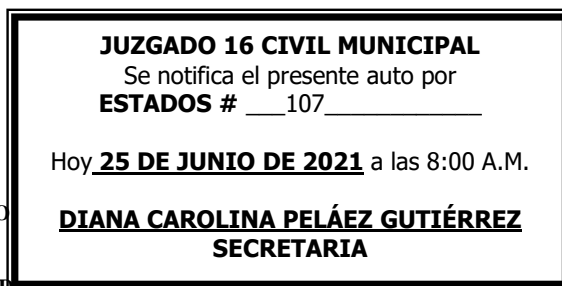 JUZGADO 16 CIVIL MUNICIPAL
Se notifica el presente auto por
ESTADOS # ___107____________
Hoy 25 DE JUNIO DE 2021 a las 8:00 A.M.
DIANA CAROLINA PELÁEZ GUTIÉRREZ
SECRETARIA